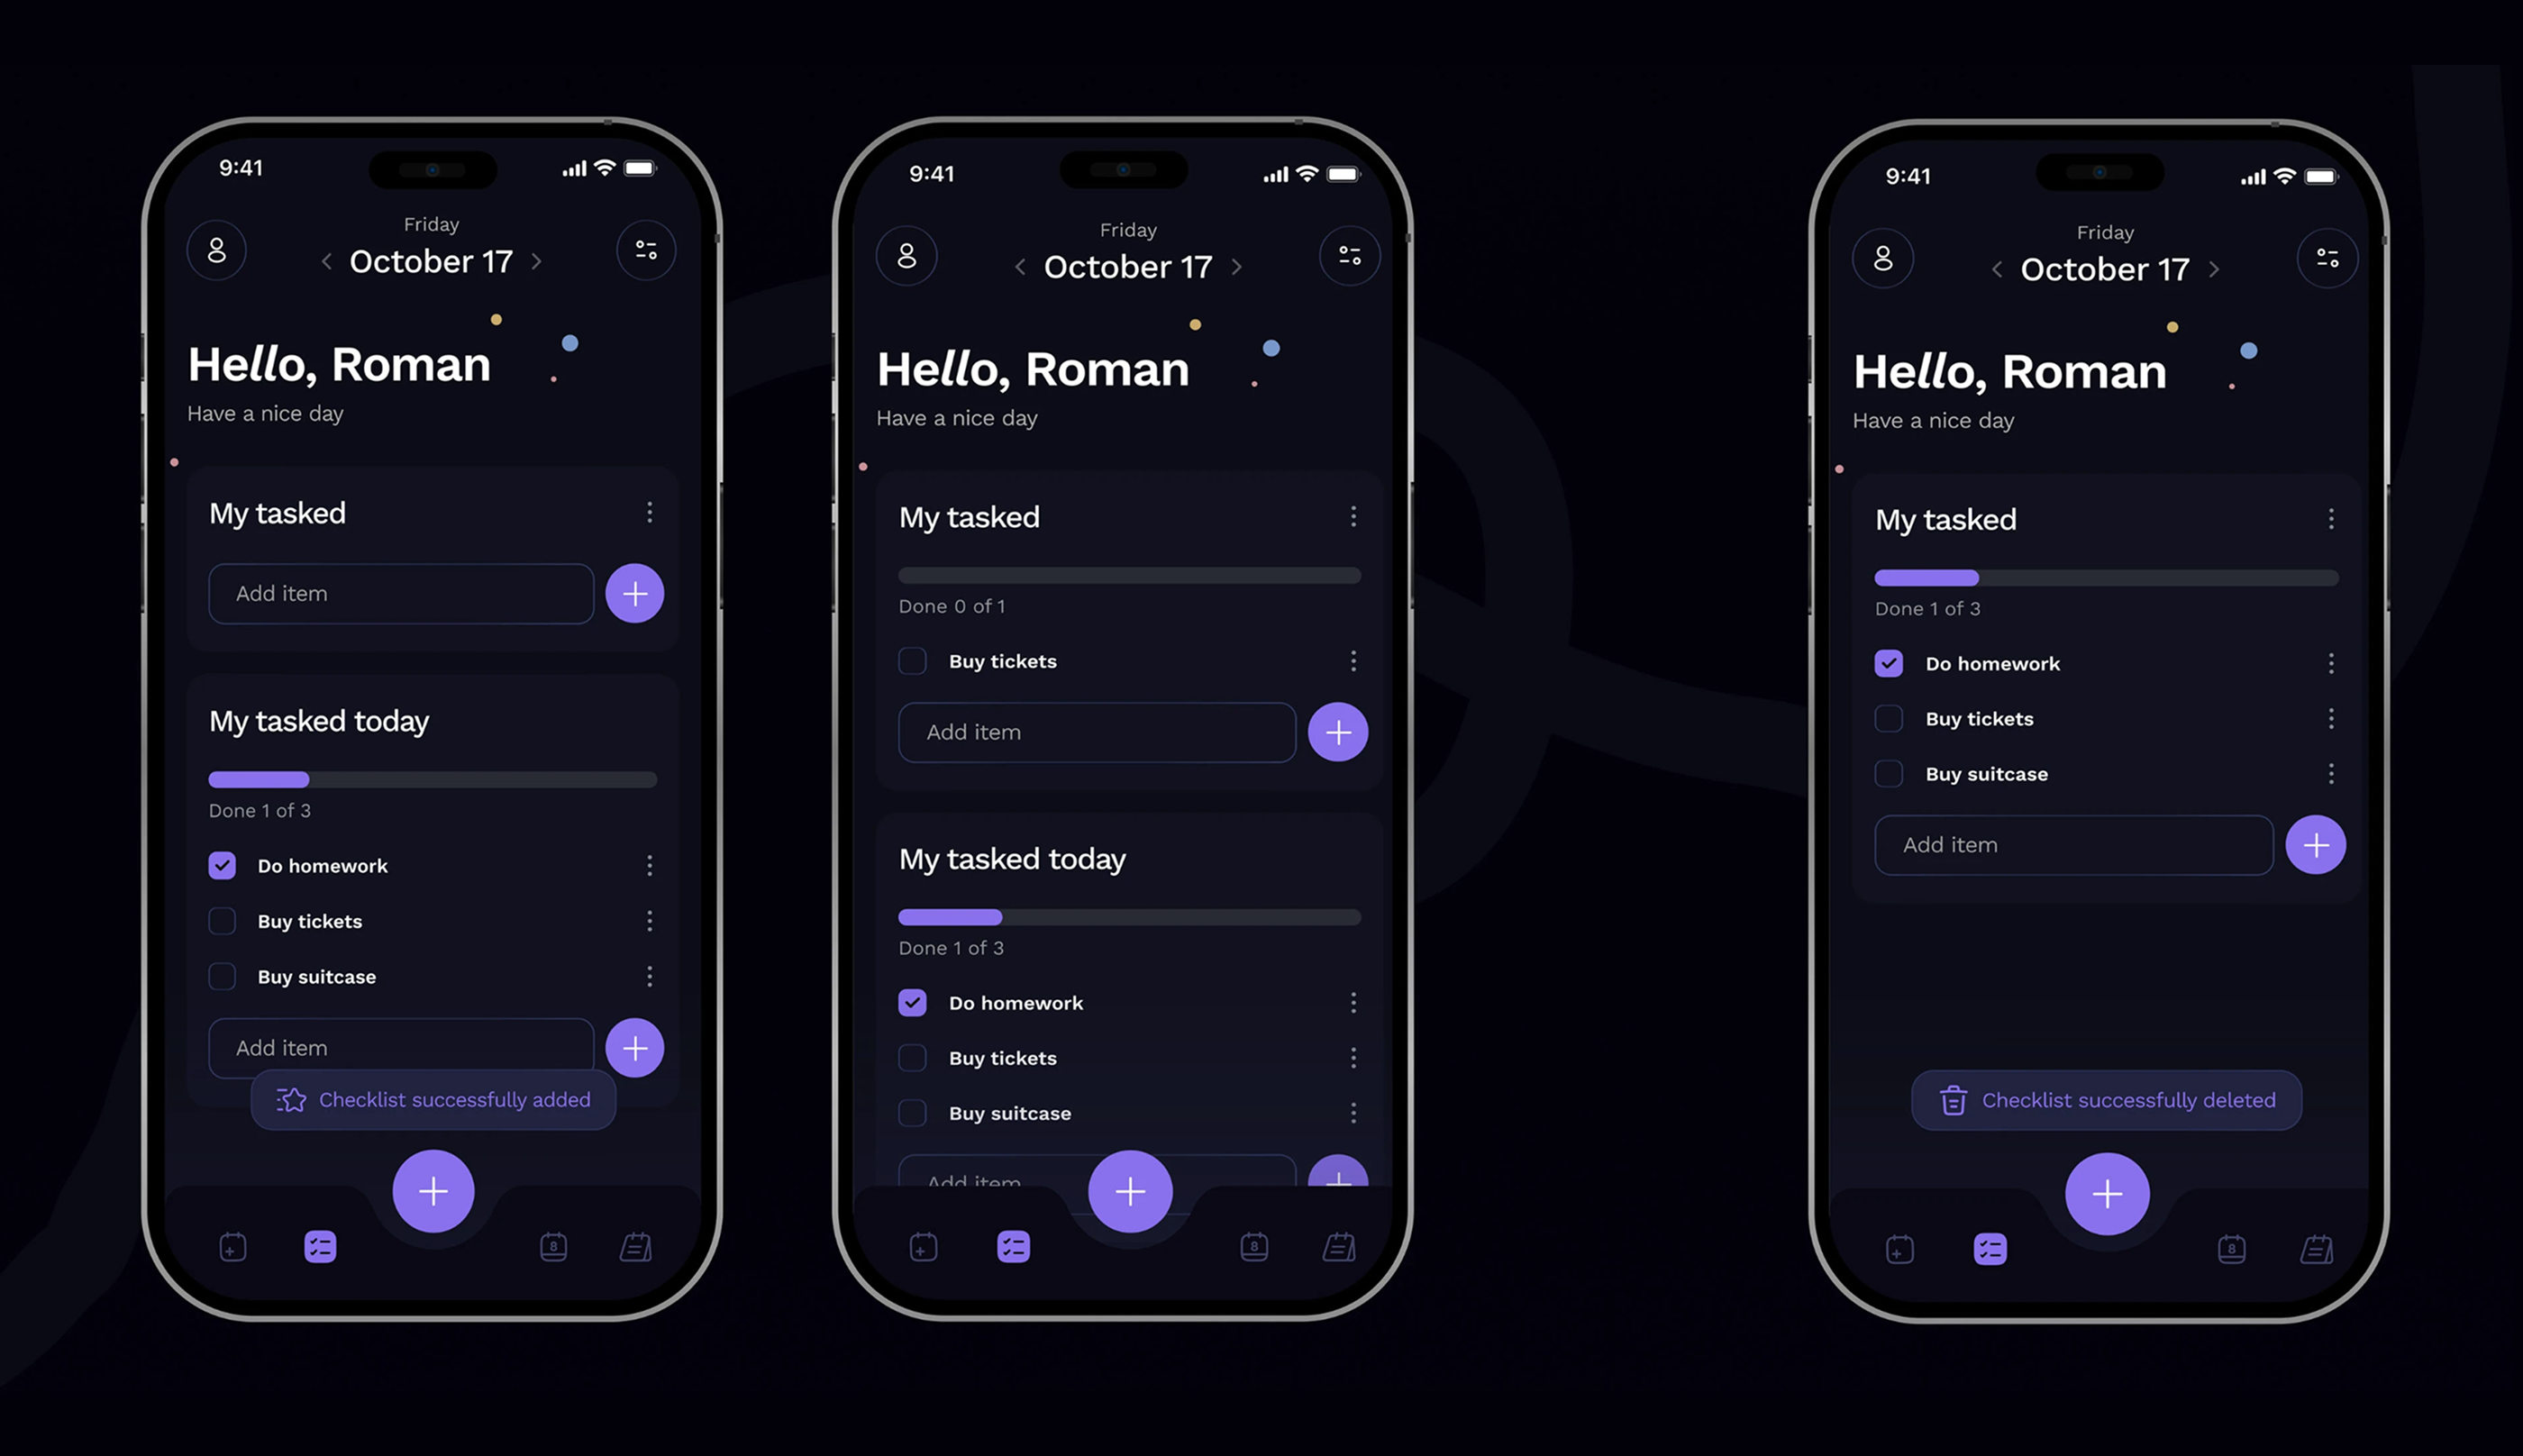 9:41
Friday
October 17
Hello, Roman
Have a nice day
My tasked
Add item
My tasked today
Done 1 of 3
Do homework
Buy tickets
Buy suitcase
Add item
Checklist successfully added
8
9:41
Friday
October 17
Hello, Roman
Have a nice day
My tasked
Done 0 of 1
Buy tickets
Add item
My tasked today
Done 1 of 3
Do homework
Buy tickets
Buy suitcase
Add item
8
9:41
Friday
October 17
Hello, Roman
Have a nice day
My tasked
Done 1 of 3
Do homework
Buy tickets
Buy suitcase
Add item
Checklist successfully deleted
8